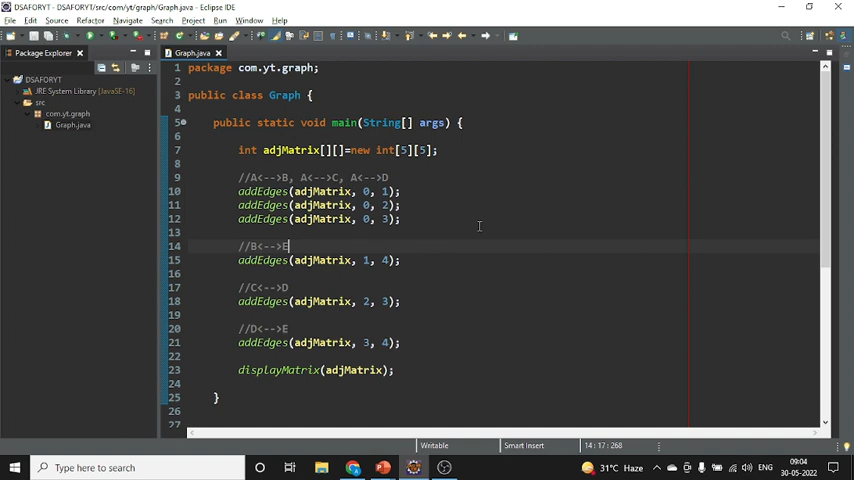 DSAFORYT/src/com/yt/graph/Graph.java - Eclipse IDE
File Edit Source Refactor Navigate Search Project Run Window Help
Package Explorer
Graph.java
DSAFORYT
JRE System Library [JavaSE-16]
src
com.yt.graph
Graph.java
1 package com.yt.graph;
2
3 public class Graph {
4
5 public static void main(String[] args) {
6
7 int adjMatrix[][]=new int[5][5];
8
9 //A<-->B, A<-->C, A<-->D
10 addEdges(adjMatrix, 0, 1);
11 addEdges(adjMatrix, 0, 2);
12 addEdges(adjMatrix, 0, 3);
13
14 //B<-->E
15 addEdges(adjMatrix, 1, 4);
16
17 //C<-->D
18 addEdges(adjMatrix, 2, 3);
19
20 //D<-->E
21 addEdges(adjMatrix, 3, 4);
22
23 displayMatrix(adjMatrix);
24
25 }
26
27
Writable Smart Insert 14 : 17 : 268
Type here to search
31°C Haze
ENG
09:04
30-05-2022